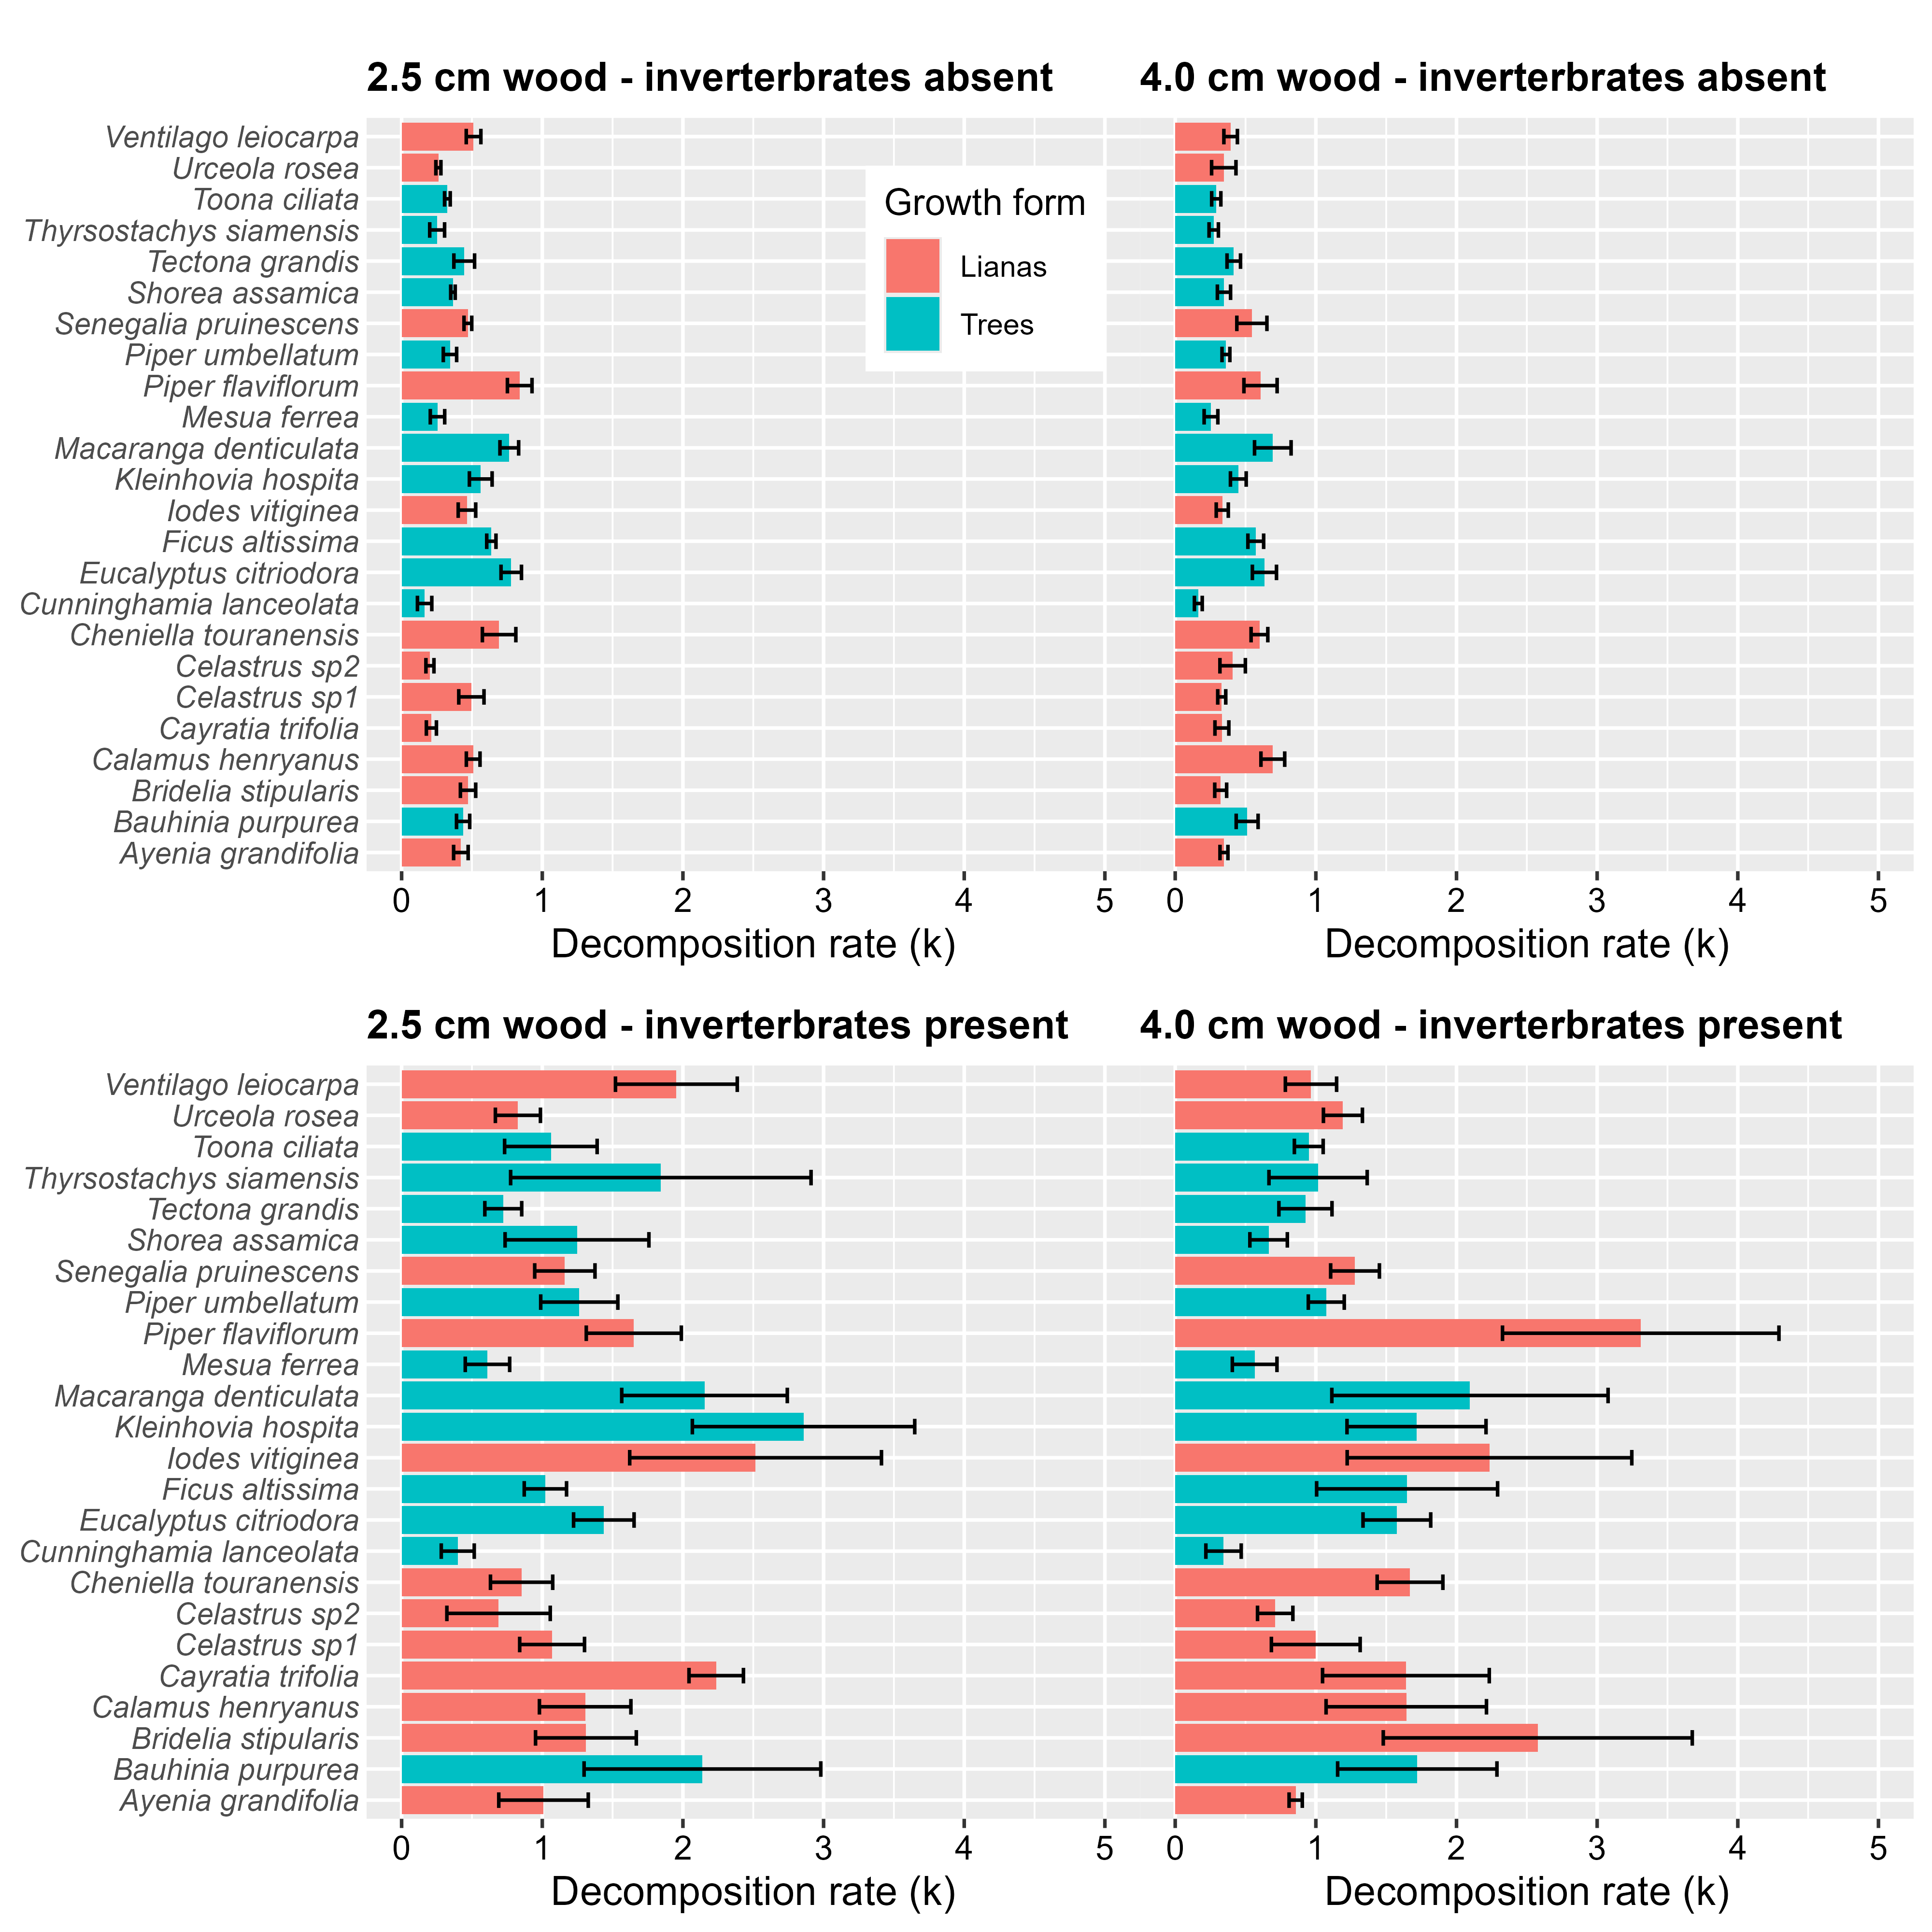 2.5 cm wood - inverterbrates absent
4.0 cm wood - inverterbrates absent
Ventilago leiocarpa
Urceola rosea
Toona ciliata
Thyrsostachys siamensis
Tectona grandis
Shorea assamica
Senegalia pruinescens
Piper umbellatum
Piper flaviflorum
Mesua ferrea
Macaranga denticulata
Kleinhovia hospita
Iodes vitiginea
Ficus altissima
Eucalyptus citriodora
Cunninghamia lanceolata
Cheniella touranensis
Celastrus sp2
Celastrus sp1
Cayratia trifolia
Calamus henryanus
Bridelia stipularis
Bauhinia purpurea
Ayenia grandifolia
Growth form
Lianas
Trees
0 1 2 3 4 5
Decomposition rate (k)
0 1 2 3 4 5
Decomposition rate (k)
2.5 cm wood - inverterbrates present
4.0 cm wood - inverterbrates present
Ventilago leiocarpa
Urceola rosea
Toona ciliata
Thyrsostachys siamensis
Tectona grandis
Shorea assamica
Senegalia pruinescens
Piper umbellatum
Piper flaviflorum
Mesua ferrea
Macaranga denticulata
Kleinhovia hospita
Iodes vitiginea
Ficus altissima
Eucalyptus citriodora
Cunninghamia lanceolata
Cheniella touranensis
Celastrus sp2
Celastrus sp1
Cayratia trifolia
Calamus henryanus
Bridelia stipularis
Bauhinia purpurea
Ayenia grandifolia
0 1 2 3 4 5
Decomposition rate (k)
0 1 2 3 4 5
Decomposition rate (k)